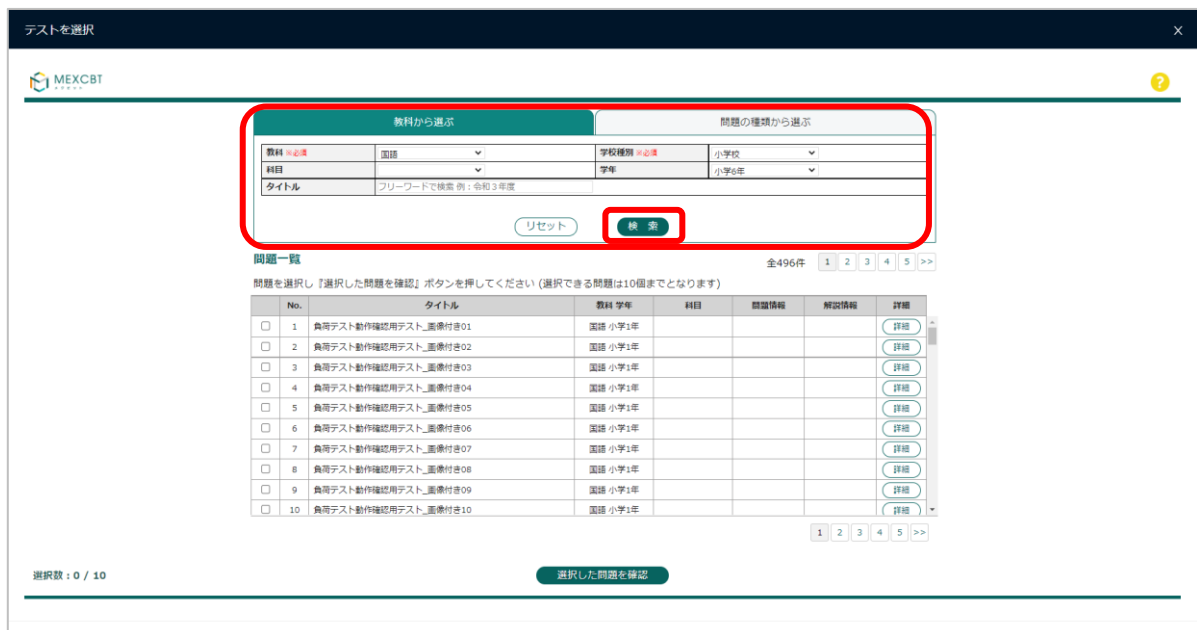 テストを選択 ×
MEXCBT
?
教科から選ぶ 問題の種類から選ぶ
教科 ※必須 国語 学校種別 ※必須 小学校
科目 学年 小学6年
タイトル フリーワードで検索 例：令和３年度
リセット 検 索
問題一覧 全496件 1 2 3 4 5 >>
問題を選択し『選択した問題を確認』ボタンを押してください (選択できる問題は10個までとなります)
No. タイトル 教科 学年 科目 問題情報 解説情報 詳細
1 負荷テスト動作確認用テスト_画像付き01 国語 小学1年 詳細
2 負荷テスト動作確認用テスト_画像付き02 国語 小学1年 詳細
3 負荷テスト動作確認用テスト_画像付き03 国語 小学1年 詳細
4 負荷テスト動作確認用テスト_画像付き04 国語 小学1年 詳細
5 負荷テスト動作確認用テスト_画像付き05 国語 小学1年 詳細
6 負荷テスト動作確認用テスト_画像付き06 国語 小学1年 詳細
7 負荷テスト動作確認用テスト_画像付き07 国語 小学1年 詳細
8 負荷テスト動作確認用テスト_画像付き08 国語 小学1年 詳細
9 負荷テスト動作確認用テスト_画像付き09 国語 小学1年 詳細
10 負荷テスト動作確認用テスト_画像付き10 国語 小学1年 詳細
1 2 3 4 5 >>
選択数：0 / 10 選択した問題を確認